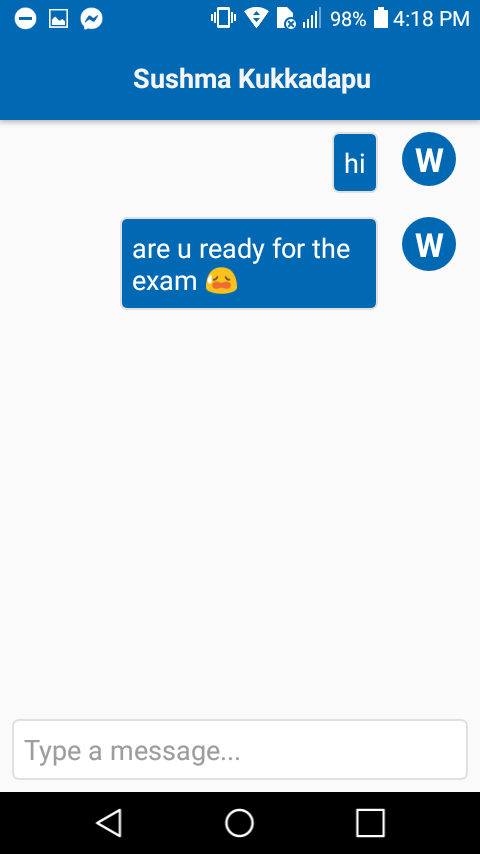 98% 4:18 PM
Sushma Kukkadapu
hi W
are u ready for the W
exam 😩
Type a message...